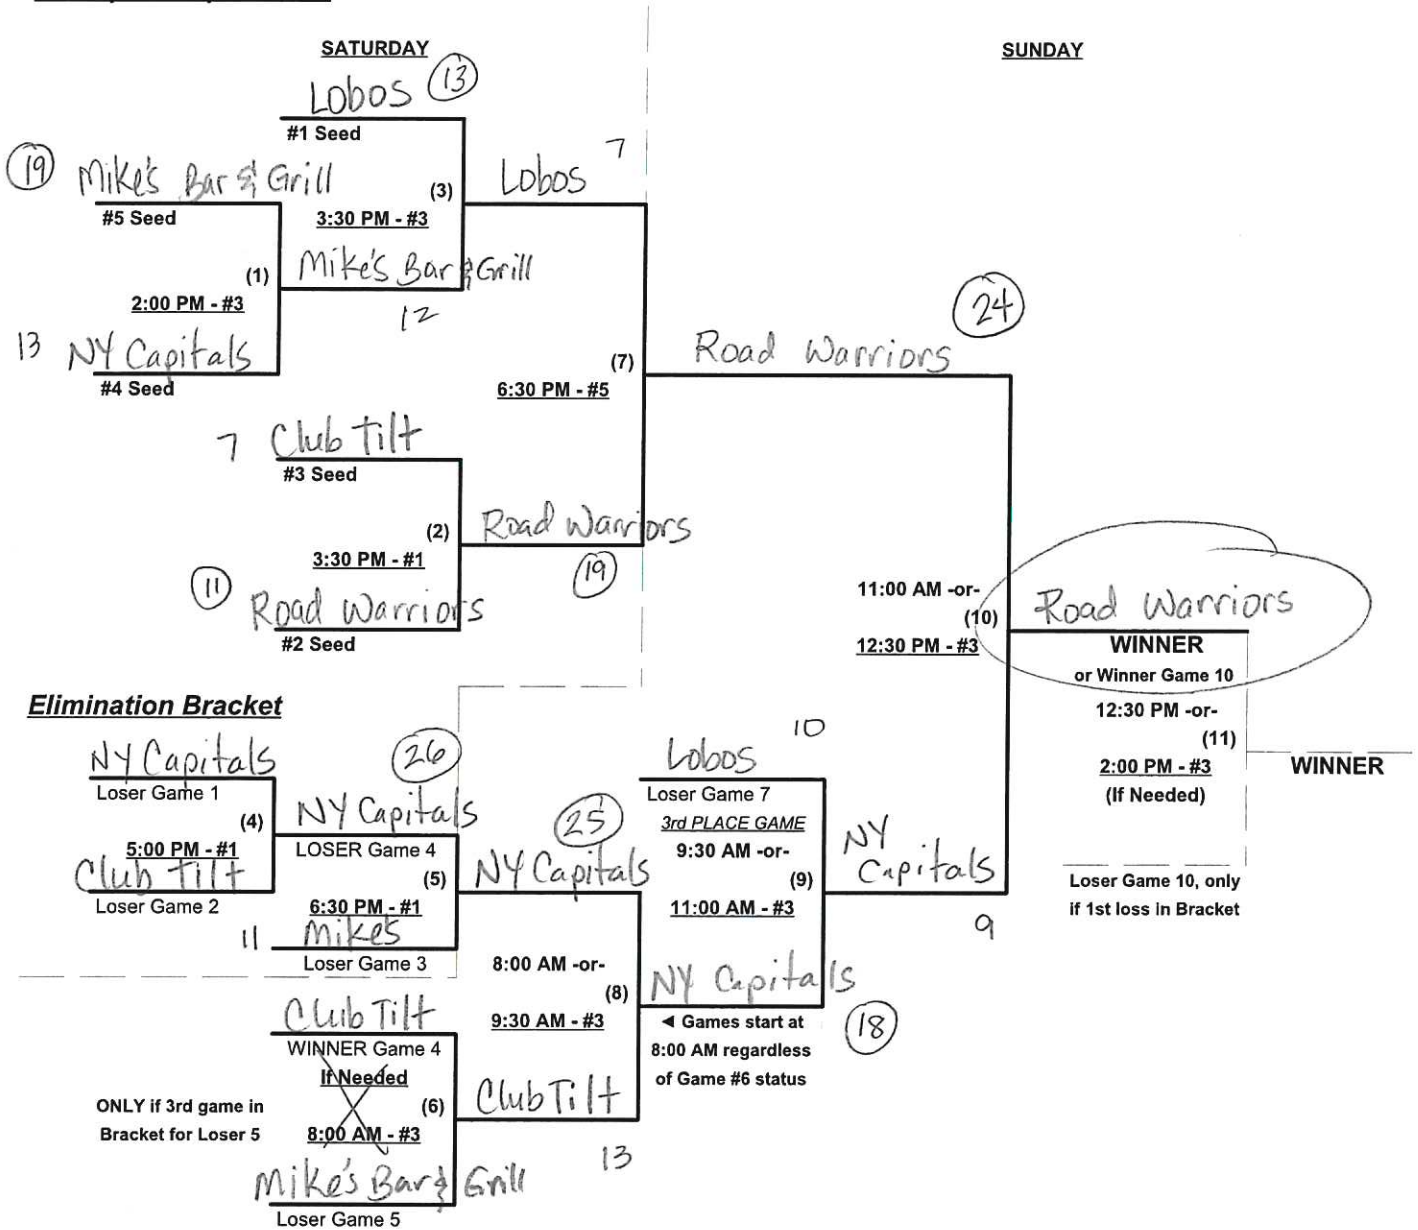 SATURDAY
SUNDAY
Lobos 13
#1 Seed
19 Mike's Bar & Grill
#5 Seed
(3)
3:30 PM - #3
Lobos 7
(1)
2:00 PM - #3
Mike's Bar & Grill
12
13 NY Capitals
#4 Seed
(7)
6:30 PM - #5
Road Warriors 24
7 Club Tilt
#3 Seed
(2)
3:30 PM - #1
Road Warriors
19
11 Road Warriors
#2 Seed
11:00 AM -or-
(10)
12:30 PM - #3
Road Warriors
WINNER
or Winner Game 10
12:30 PM -or-
(11)
2:00 PM - #3
(If Needed)
WINNER
Loser Game 10, only
if 1st loss in Bracket
Elimination Bracket
NY Capitals
Loser Game 1
(4)
5:00 PM - #1
Club Tilt
Loser Game 2
26
NY Capitals
LOSER Game 4
(5)
6:30 PM - #1
11 Mike's
Loser Game 3
25
NY Capitals
8:00 AM -or-
(8)
9:30 AM - #3
10
Lobos
Loser Game 7
3rd PLACE GAME
9:30 AM -or-
(9)
11:00 AM - #3
NY
Capitals
9
NY Capitals
18
◄ Games start at
8:00 AM regardless
of Game #6 status
Club Tilt
WINNER Game 4
If Needed
(6)
8:00 AM - #3
ONLY if 3rd game in
Bracket for Loser 5
Club Tilt
13
Mike's Bar & Grill
Loser Game 5